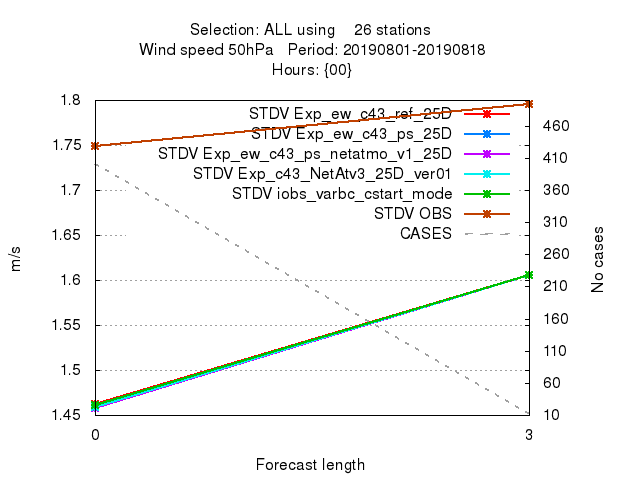 Selection: ALL using 26 stations
Wind speed 50hPa Period: 20190801-20190818
Hours: {00}
1.8
1.75
1.7
1.65
1.6
1.55
1.5
1.45
m/s
STDV Exp_ew_c43_ref_25D
STDV Exp_ew_c43_ps_25D
STDV Exp_ew_c43_ps_netatmo_v1_25D
STDV Exp_c43_NetAtv3_25D_ver01
STDV iobs_varbc_cstart_mode
STDV OBS
CASES
460
410
360
310
260
210
160
110
60
10
No cases
0 3
Forecast length